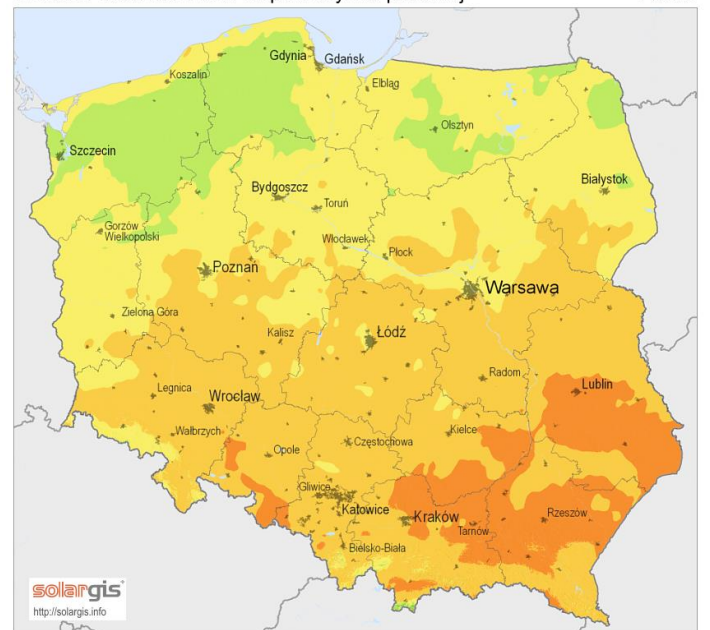 Gdynia
Gdańsk
Koszalin
Elbląg
Olsztyn
Szczecin
Białystok
Bydgoszcz
Toruń
Gorzów
Wielkopolski
Włocławek
Płock
Poznań
Warsawa
Zielona Góra
Kalisz
Łódź
Radom
Legnica
Wrocław
Lublin
Wałbrzych
Kielce
Opole
Częstochowa
Gliwice
Katowice
Kraków
Rzeszów
Tarnów
Bielsko-Biała
solargis
http://solargis.info